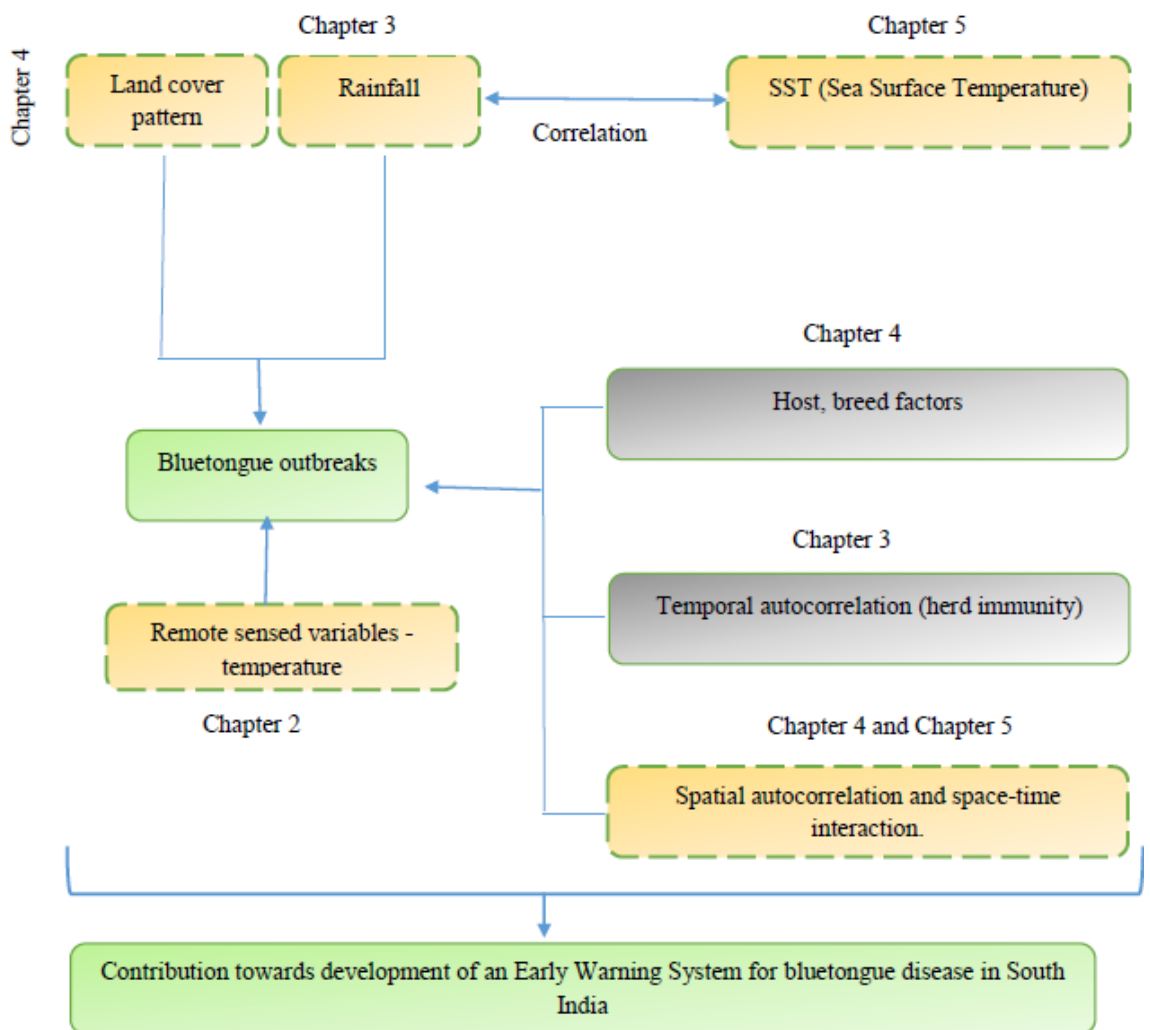 Chapter 3
Chapter 5
Chapter 4
Land cover
pattern
Rainfall
SST (Sea Surface Temperature)
Correlation
Chapter 4
Host, breed factors
Bluetongue outbreaks
Chapter 3
Temporal autocorrelation (herd immunity)
Remote sensed variables -
temperature
Chapter 2
Chapter 4 and Chapter 5
Spatial autocorrelation and space-time
interaction.
Contribution towards development of an Early Warning System for bluetongue disease in South
India